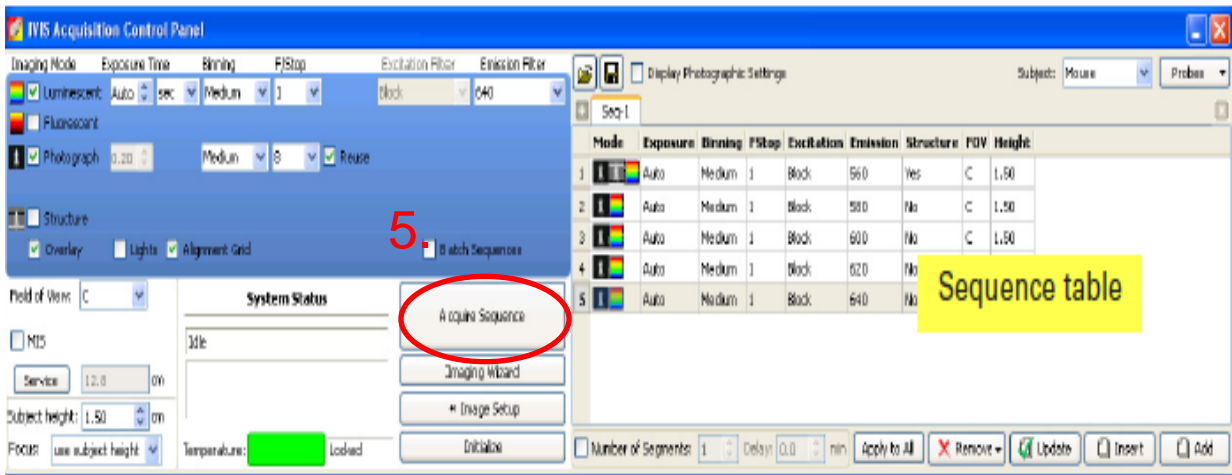 IVIS Acquisition Control Panel
Imaging Mode Exposure Time Binning F/Stop Excitation Filter Emission Filter
Luminescent Auto sec Medium 1 Block 640
Fluorescent
Photograph 0.20 Medium 8 Reuse
Structure
Overlay Lights Alignment Grid
5.
Batch Sequences
Field of View: C
MIS
Service 12.8 cm
Subject height: 1.50 cm
Focus: use subject height
System Status
Idle
Temperature: Locked
Acquire Sequence
Imaging Wizard
Image Setup
Initialize
Display Photographic Settings
Subject: Mouse Probes
Seq-1
Mode Exposure Binning FStop Excitation Emission Structure FOV Height
1 Auto Medium 1 Block 560 Yes C 1.50
2 Auto Medium 1 Block 580 No C 1.50
3 Auto Medium 1 Block 600 No C 1.50
4 Auto Medium 1 Block 620 No
5 Auto Medium 1 Block 640 No
Sequence table
Number of Segments: 1 Delay: 0.0 min Apply to All Remove Update Insert Add